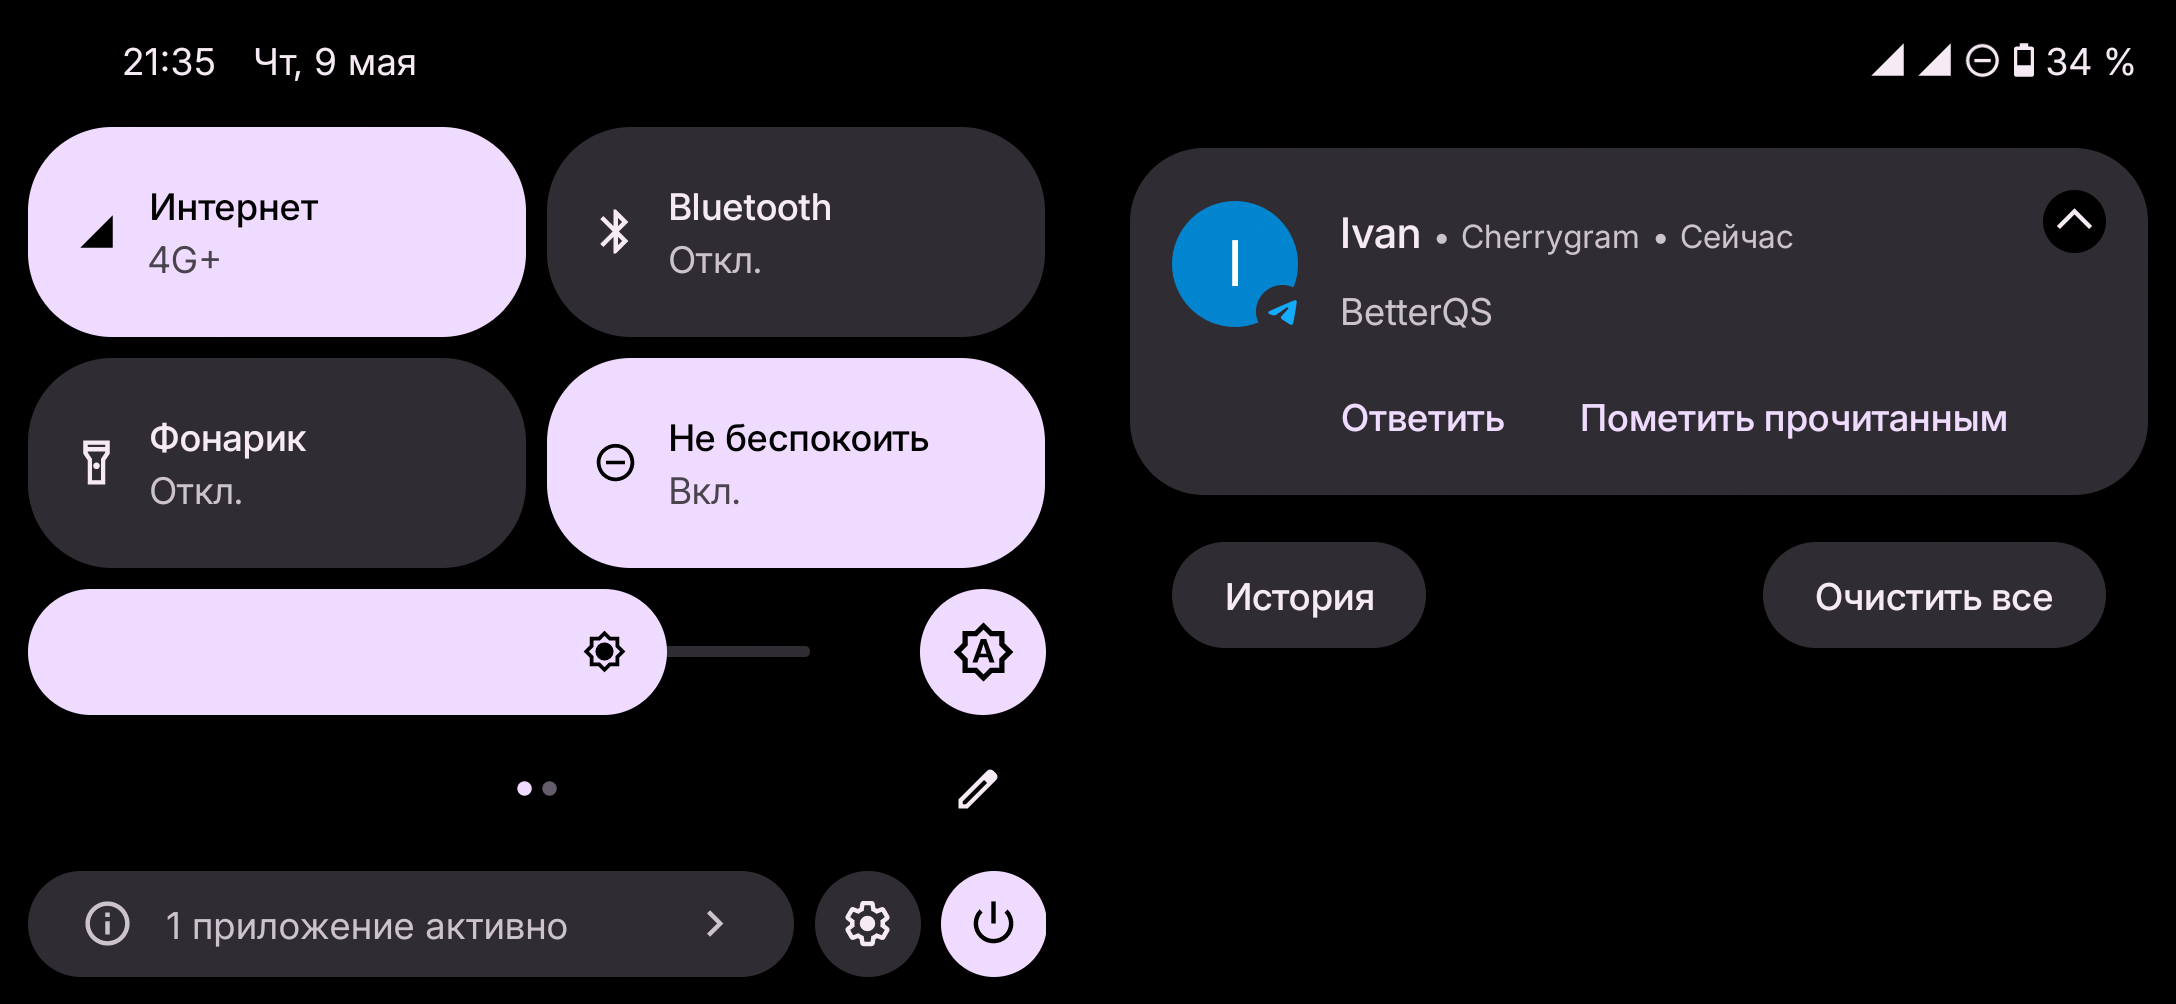 21:35 Чт, 9 мая
34 %
Интернет
4G+
Bluetooth
Откл.
Фонарик
Откл.
Не беспокоить
Вкл.
A
1 приложение активно
I
Ivan • Cherrygram • Сейчас
BetterQS
Ответить Пометить прочитанным
История Очистить все